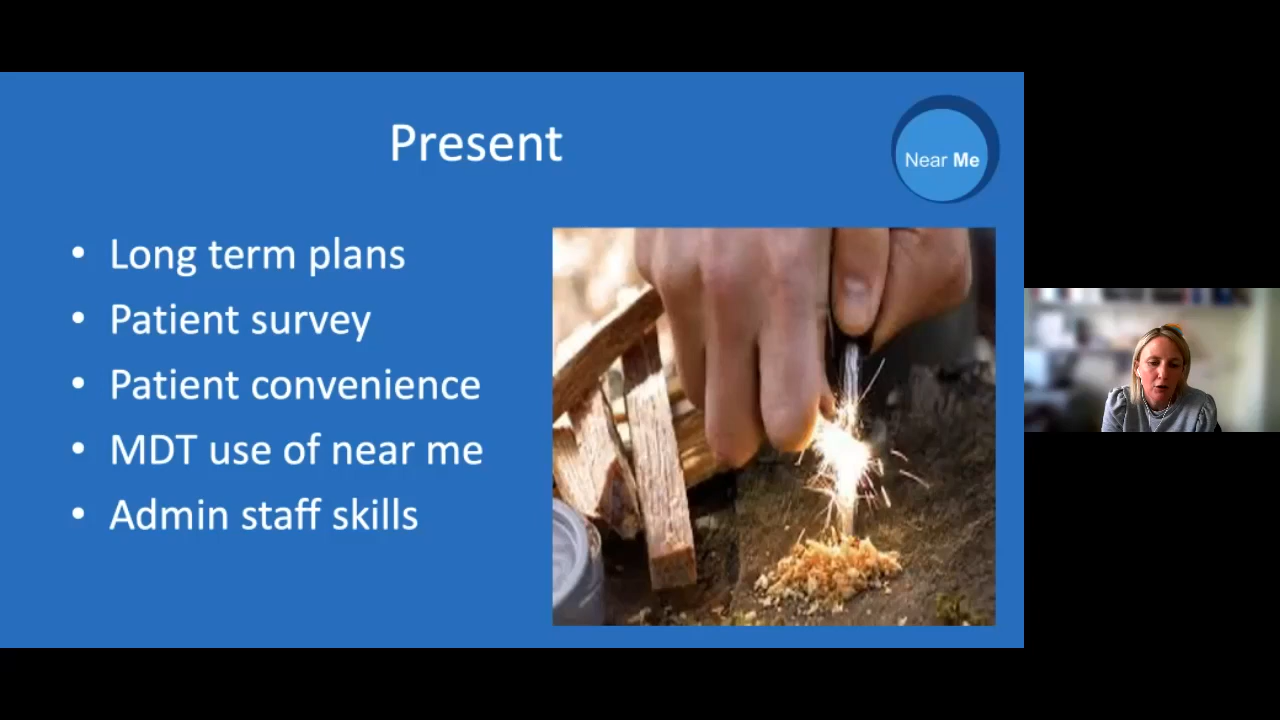 Present
Near Me
Long term plans
Patient survey
Patient convenience
MDT use of near me
Admin staff skills